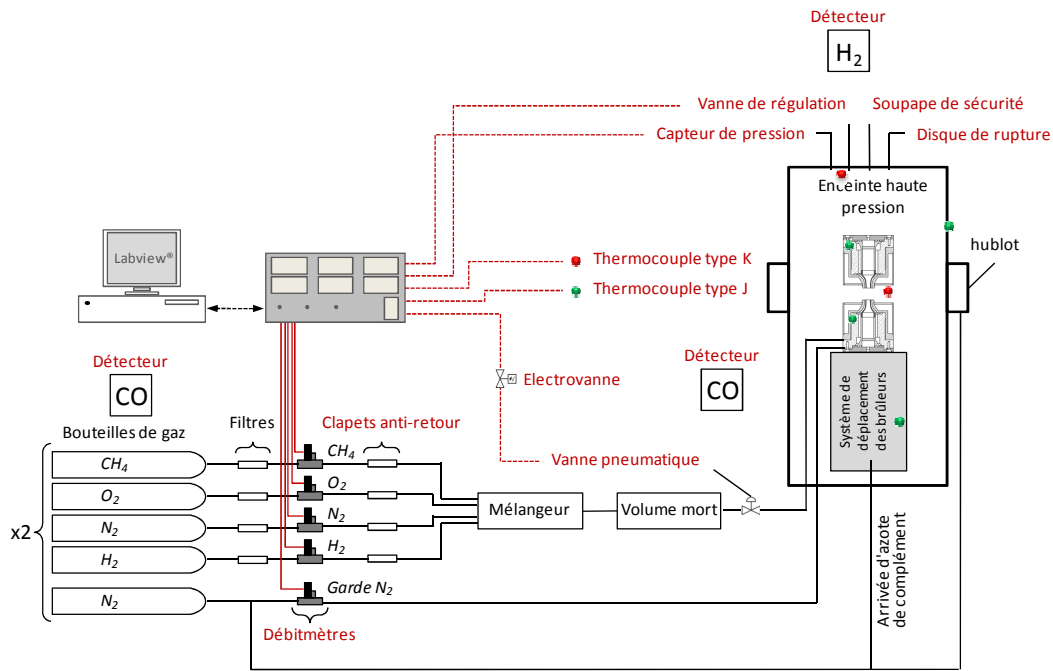 Détecteur
H2
Vanne de régulation
Soupape de sécurité
Capteur de pression
Disque de rupture
Enceinte haute
pression
hublot
Labview®
Thermocouple type K
Thermocouple type J
Détecteur
CO
Electrovanne
Système de
déplacement
des brûleurs
Détecteur
CO
Bouteilles de gaz
Filtres
Clapets anti-retour
Vanne pneumatique
x2
CH4
CH4
O2
O2
N2
N2
H2
H2
Mélangeur
Volume mort
N2
Garde N2
Débitmètres
Arrivée d'azote
de complément